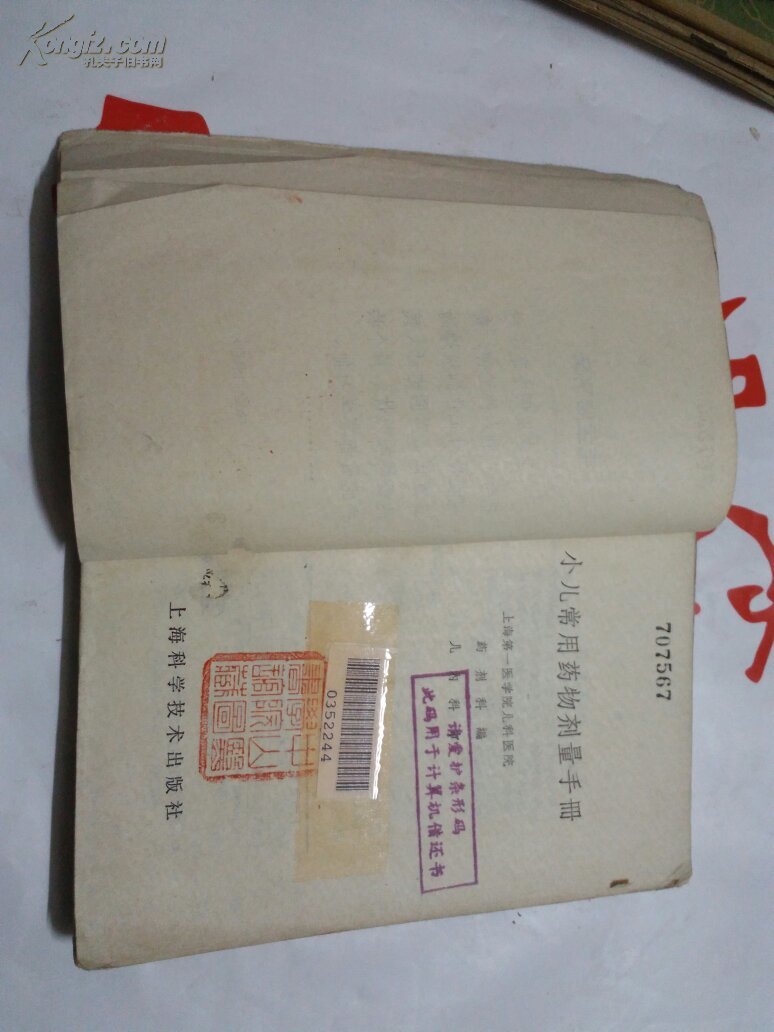 Kongfz.com
孔夫子旧书网
707567
小儿常用药物剂量手冊
上海第一医学院儿科医院
药剂科编
儿内科
请爱护条形码
此码用于计算机借还书
0352244
上海科学技术出版社